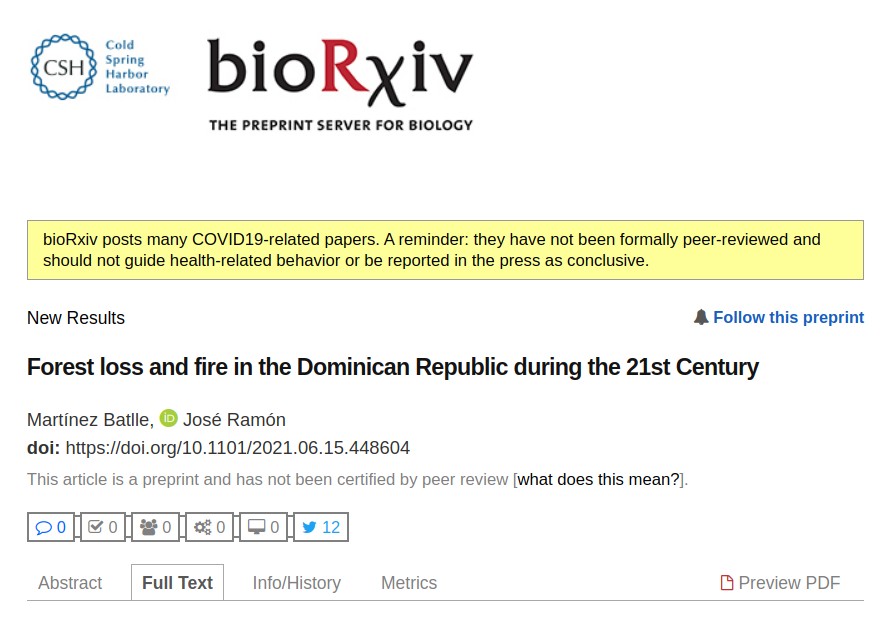 CSH
Cold
Spring
Harbor
Laboratory
bioRxiv
THE PREPRINT SERVER FOR BIOLOGY
bioRxiv posts many COVID19-related papers. A reminder: they have not been formally peer-reviewed and
should not guide health-related behavior or be reported in the press as conclusive.
New Results
Follow this preprint
Forest loss and fire in the Dominican Republic during the 21st Century
Martínez Batlle, iD José Ramón
doi: https://doi.org/10.1101/2021.06.15.448604
This article is a preprint and has not been certified by peer review [what does this mean?].
0 0 0 0 0 12
Abstract Full Text Info/History Metrics Preview PDF